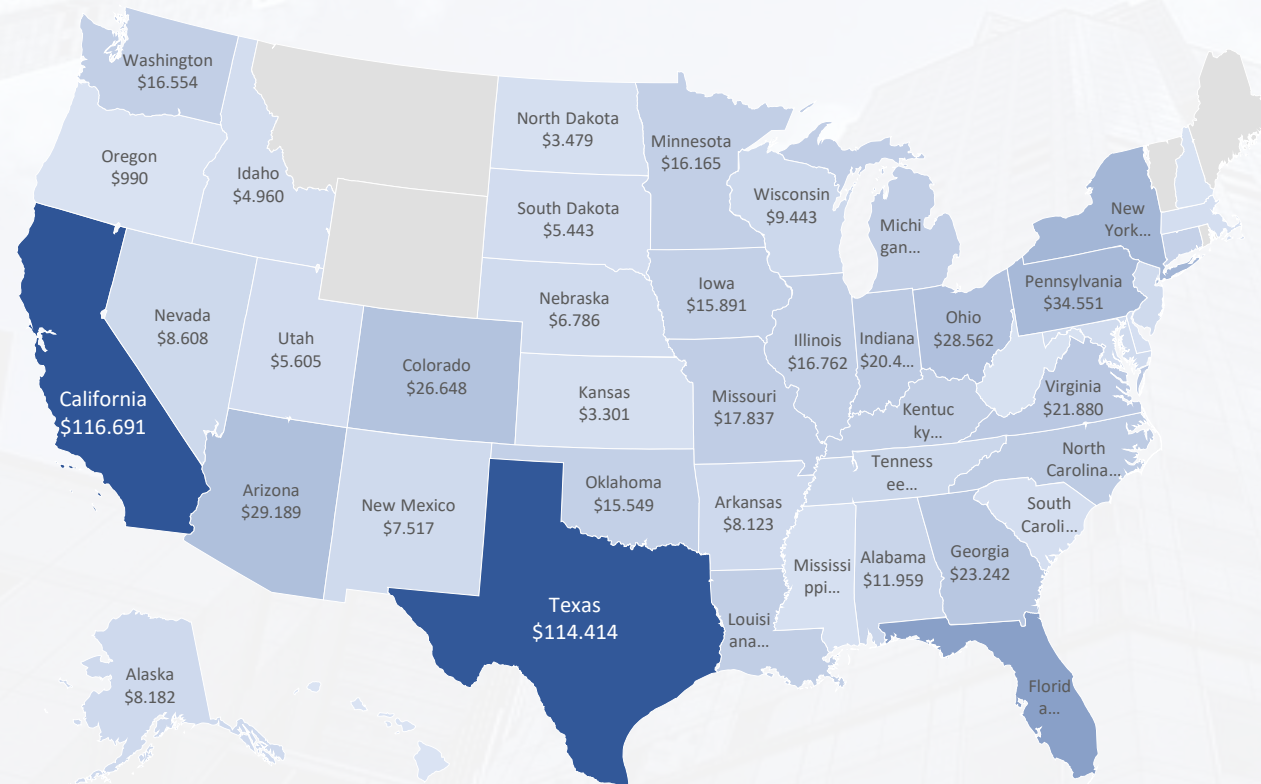 Washington
$16.554
Oregon
$990
Idaho
$4.960
North Dakota
$3.479
Minnesota
$16.165
South Dakota
$5.443
Wisconsin
$9.443
Michi
gan...
New
York...
Nevada
$8.608
Utah
$5.605
Nebraska
$6.786
Iowa
$15.891
Illinois
$16.762
Indiana
$20.4...
Ohio
$28.562
Pennsylvania
$34.551
California
$116.691
Colorado
$26.648
Kansas
$3.301
Missouri
$17.837
Kentuc
ky...
Virginia
$21.880
Arizona
$29.189
New Mexico
$7.517
Oklahoma
$15.549
Arkansas
$8.123
Tenness
ee...
North
Carolina...
South
Caroli...
Texas
$114.414
Louisi
ana...
Mississi
ppi...
Alabama
$11.959
Georgia
$23.242
Florid
a...
Alaska
$8.182